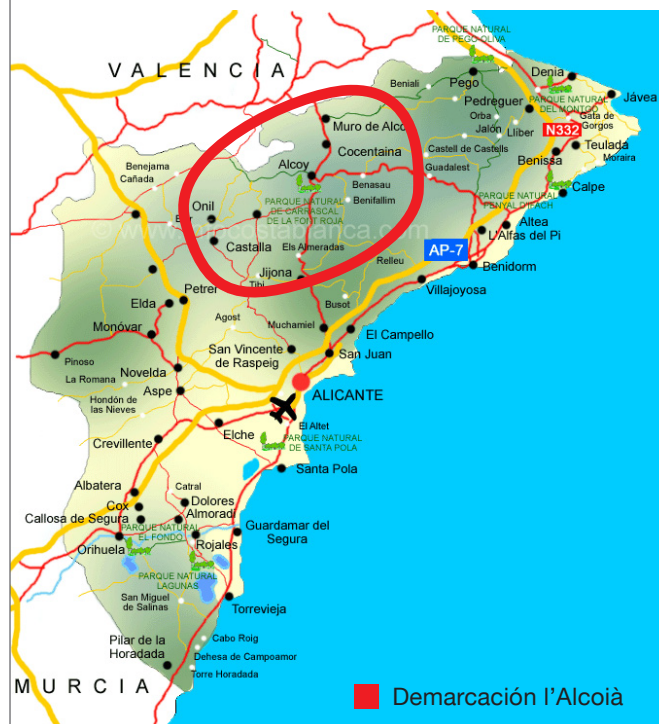 PARQUE NATURAL
DE PEGO-OLIVA
VALENCIA
Denia
Pego
Beniali
PARQUE NATURAL
DEL MONTGO
Jávea
Pedreguer
Orba
Gata de
Gorgos
Muro de Alco
Jalón
Llíber
N332
Teulada
Cocentaina
Castell de Castells
Benissa
Moraira
Benejama
Cañada
Alcoy
Guadalest
Benasau
Calpe
Benifallim
PARQUE NATURAL
PENYAL D'IFACH
Onil
PARQUE NATURAL
DE CARRASCAL
DE LA FONT ROJA
Altea
L'Alfas del Pi
Castalla
Els Almeradas
AP-7
Relleu
Benidorm
Jijona
Tibi
Villajoyosa
Petrer
Elda
Busot
Agost
Muchamiel
El Campello
Monóvar
San Vincente
de Raspeig
San Juan
Pinoso
Novelda
La Romana
Aspe
ALICANTE
Hondón de
las Nieves
El Altet
Elche
PARQUE NATURAL
DE SANTA POLA
Crevillente
Santa Pola
Albatera
Catral
Cox
Dolores
Almoradi
Callosa de Segura
Guardamar del
Segura
PARQUE NATURAL
EL FONDO
Orihuela
Rojales
PARQUE NATURAL
LAGUNAS
San Miguel
de Salinas
Torrevieja
Pilar de la
Horadada
Cabo Roig
Dehesa de Campoamor
Torre Horadada
MURCIA
Demarcación l'Alcoià